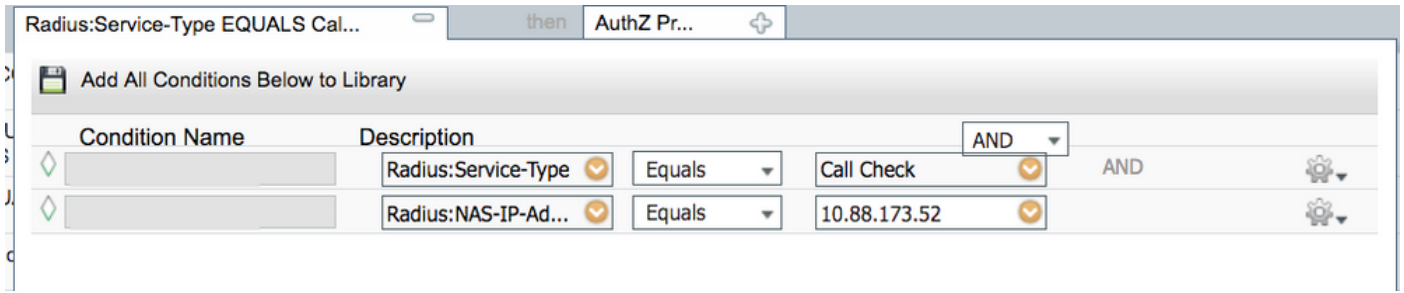 Radius:Service-Type EQUALS Cal... then AuthZ Pr...
Add All Conditions Below to Library
Condition Name Description AND
Radius:Service-Type Equals Call Check AND
Radius:NAS-IP-Ad... Equals 10.88.173.52